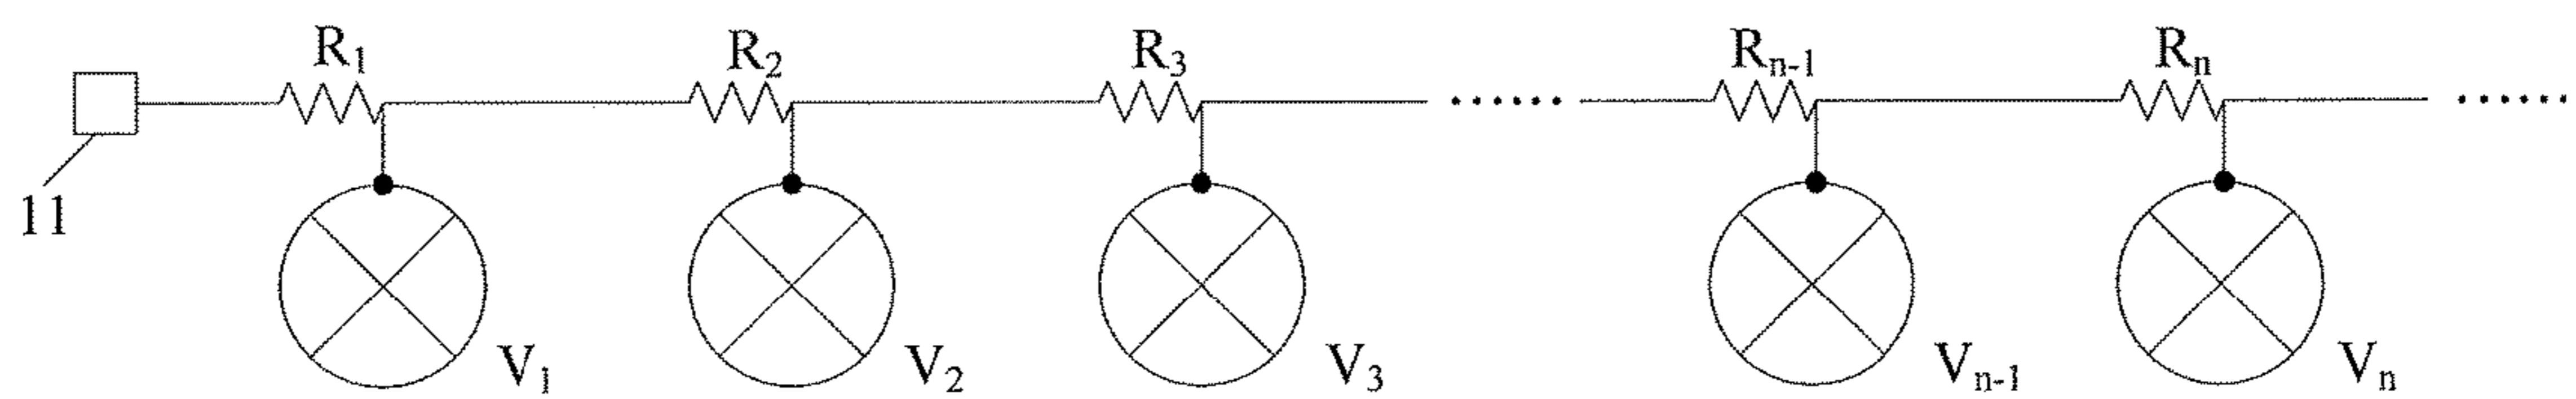 R₁ R₂ R₃ ...... Rₙ₋₁ Rₙ ......
11
V₁ V₂ V₃ Vₙ₋₁ Vₙ